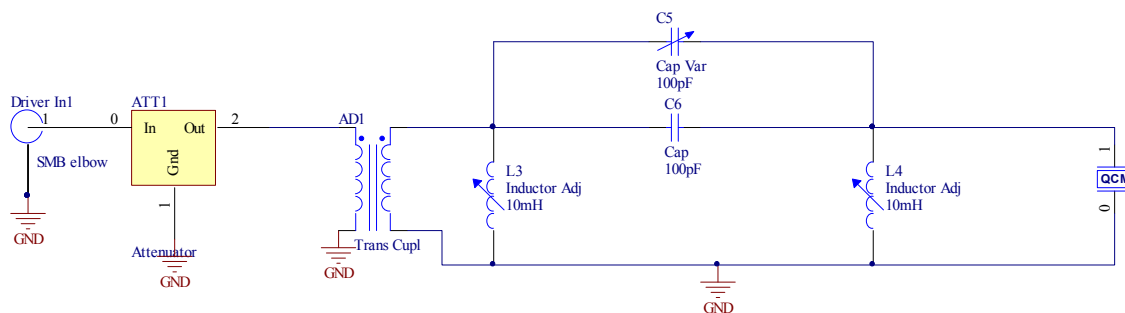 C5
Cap Var
100pF
Driver In1
1
SMB elbow
GND
ATT1
0
In
Out
2
Gnd
1
Attenuator
GND
AD1
Trans Cupl
GND
C6
Cap
100pF
L3
Inductor Adj
10mH
L4
Inductor Adj
10mH
GND
1
QCM
0